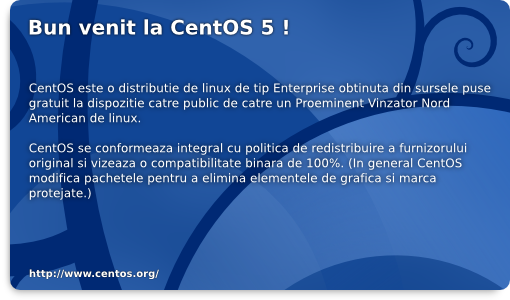 Bun venit la CentOS 5 !
CentOS este o distributie de linux de tip Enterprise obtinuta din sursele puse
gratuit la dispozitie catre public de catre un Proeminent Vinzator Nord
American de linux.
CentOS se conformeaza integral cu politica de redistribuire a furnizorului
original si vizeaza o compatibilitate binara de 100%. (In general CentOS
modifica pachetele pentru a elimina elementele de grafica si marca
protejate.)
http://www.centos.org/